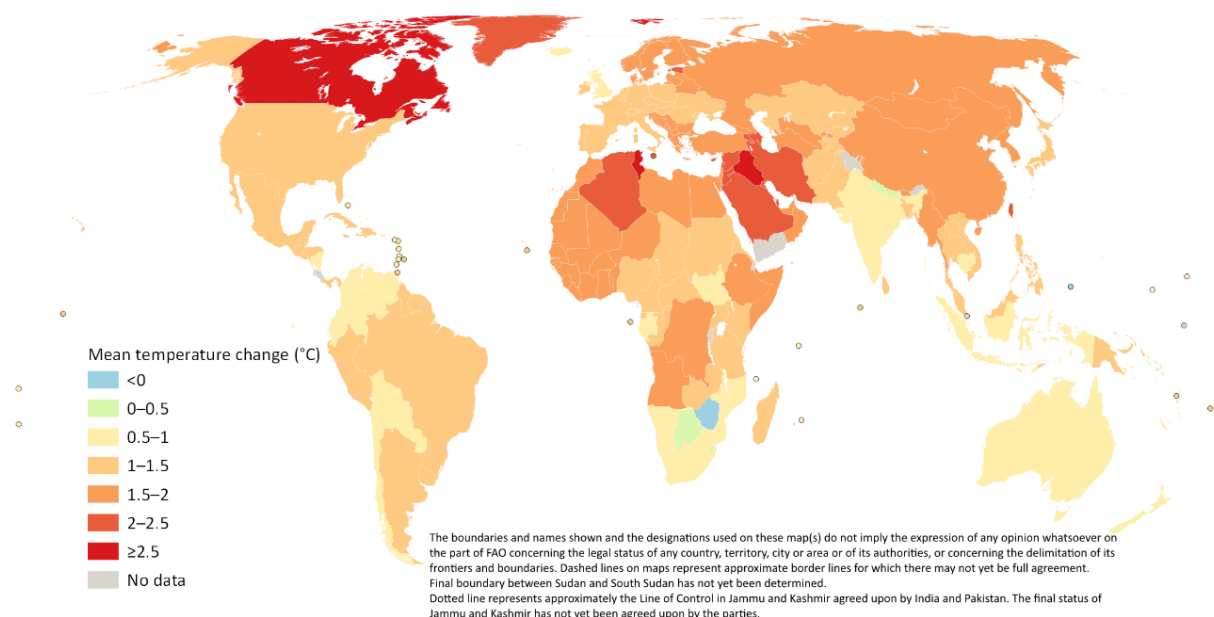 Mean temperature change (°C)
<0
0–0.5
0.5–1
1–1.5
1.5–2
2–2.5
≥2.5
No data
The boundaries and names shown and the designations used on these map(s) do not imply the expression of any opinion whatsoever on
the part of FAO concerning the legal status of any country, territory, city or area or of its authorities, or concerning the delimitation of its
frontiers and boundaries. Dashed lines on maps represent approximate border lines for which there may not yet be full agreement.
Final boundary between Sudan and South Sudan has not yet been determined.
Dotted line represents approximately the Line of Control in Jammu and Kashmir agreed upon by India and Pakistan. The final status of
Jammu and Kashmir has not yet been agreed upon by the parties.